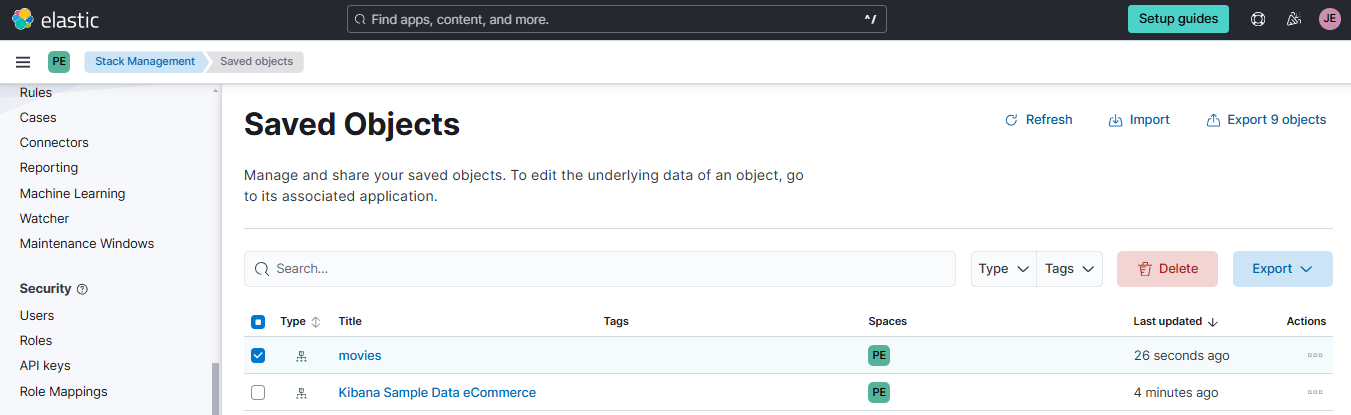 elastic
Find apps, content, and more.
^/
Setup guides
JE
PE
Stack Management
Saved objects
Rules
Cases
Connectors
Reporting
Machine Learning
Watcher
Maintenance Windows
Security
Users
Roles
API keys
Role Mappings
Saved Objects
Refresh
Import
Export 9 objects
Manage and share your saved objects. To edit the underlying data of an object, go
to its associated application.
Search...
Type
Tags
Delete
Export
Type Title Tags Spaces Last updated Actions
movies PE 26 seconds ago
Kibana Sample Data eCommerce PE 4 minutes ago